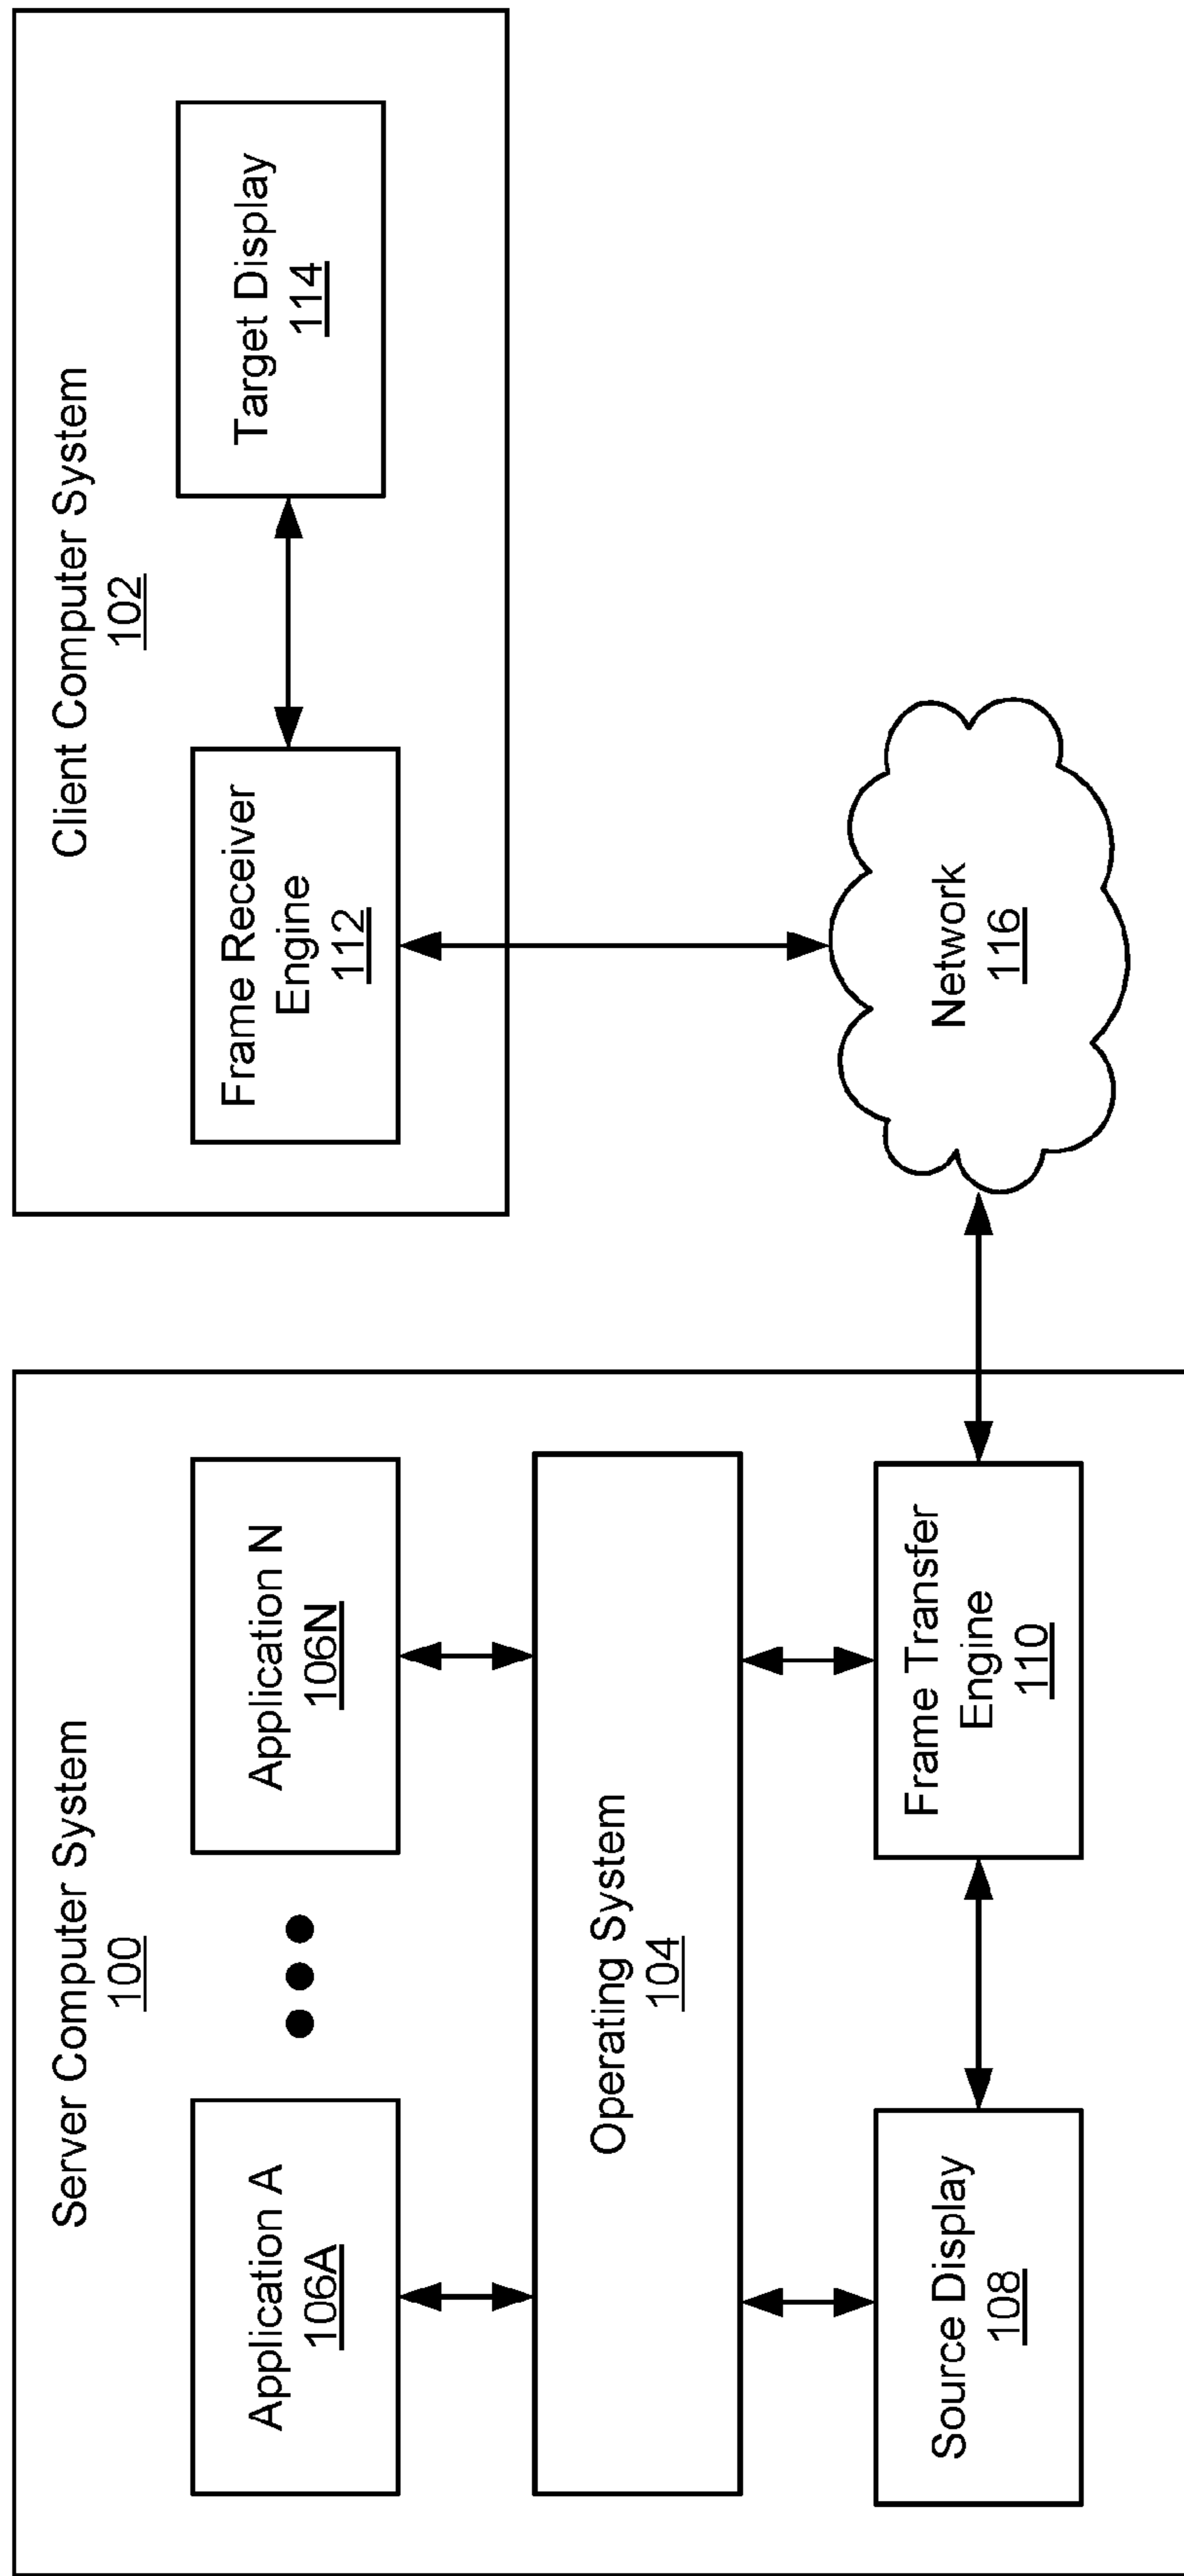 Server Computer System
100
Application A
106A
Application N
106N
Operating System
104
Source Display
108
Frame Transfer
Engine
110
Client Computer System
102
Frame Receiver
Engine
112
Target Display
114
Network
116